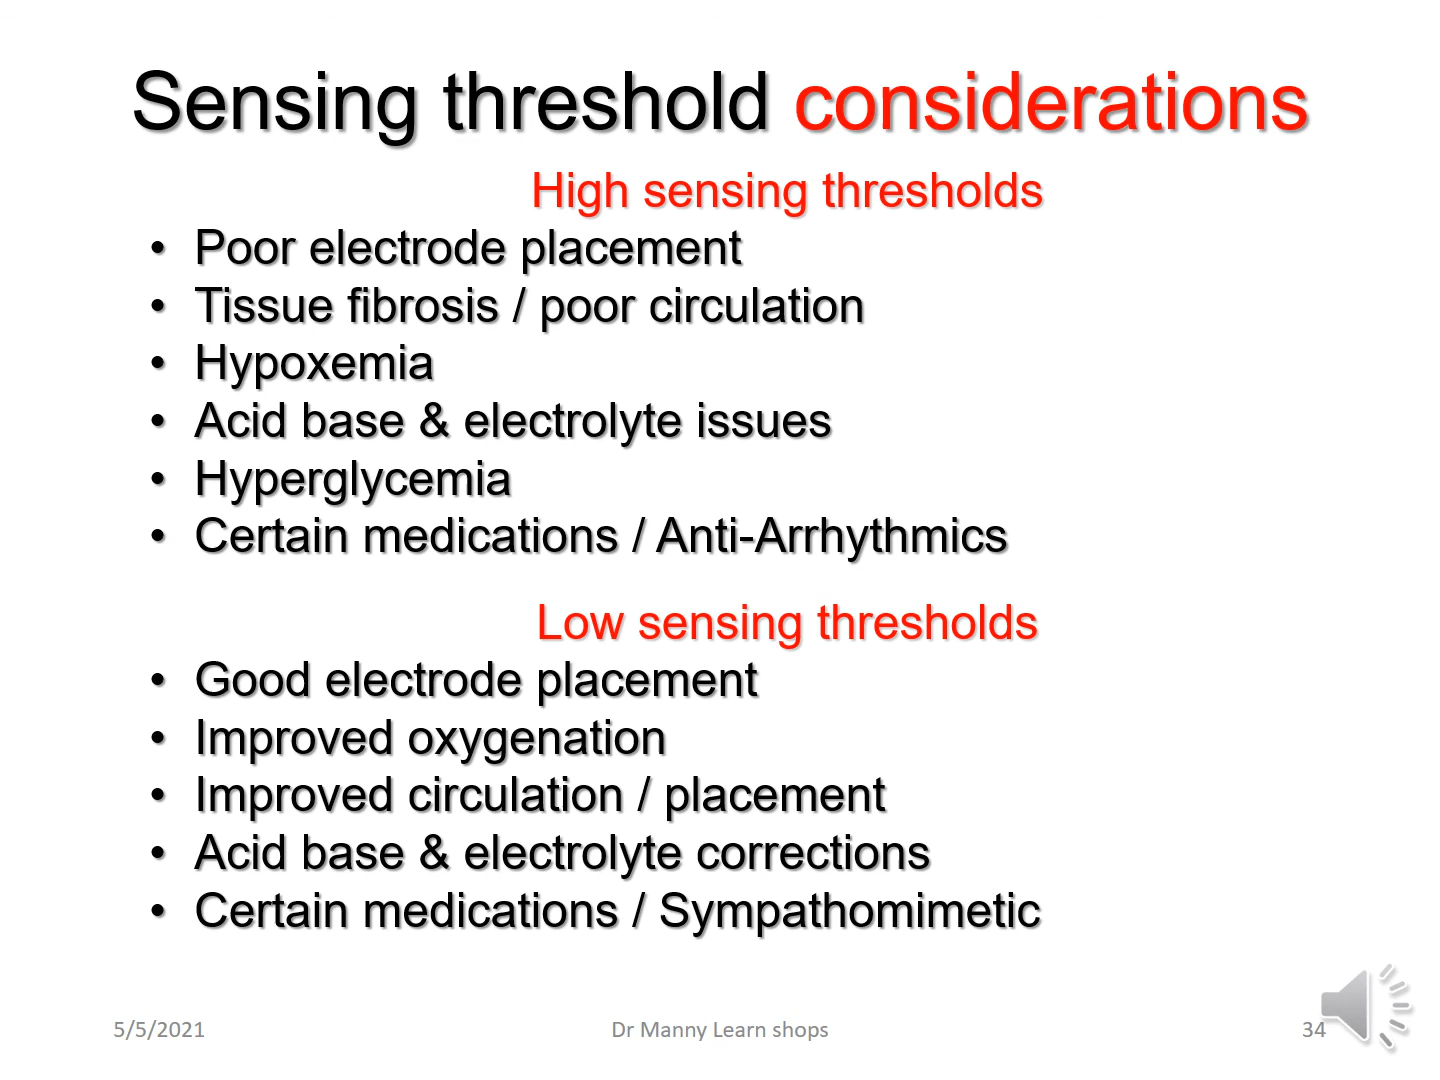 Sensing threshold considerations
High sensing thresholds
• Poor electrode placement
• Tissue fibrosis / poor circulation
• Hypoxemia
• Acid base & electrolyte issues
• Hyperglycemia
• Certain medications / Anti-Arrhythmics
Low sensing thresholds
• Good electrode placement
• Improved oxygenation
• Improved circulation / placement
• Acid base & electrolyte corrections
• Certain medications / Sympathomimetic
5/5/2021
Dr Manny Learn shops
34